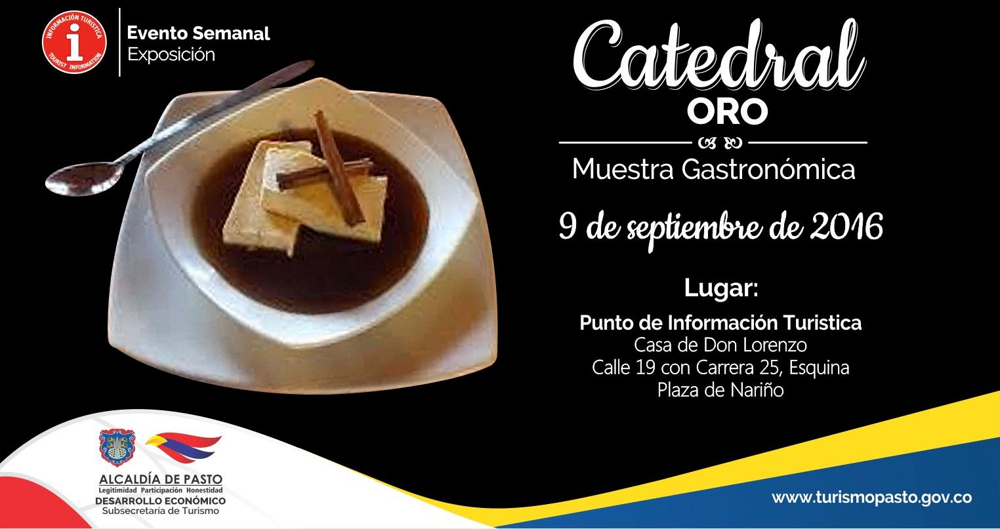 INFORMACIÓN TURISTICA
i
TOURIST INFORMATION
Evento Semanal
Exposición
Catedral
ORO
Muestra Gastronómica
9 de septiembre de 2016
Lugar:
Punto de Información Turistica
Casa de Don Lorenzo
Calle 19 con Carrera 25, Esquina
Plaza de Nariño
ALCALDÍA DE PASTO
Legitimidad Participación Honestidad
DESARROLLO ECONÓMICO
Subsecretaría de Turismo
www.turismopasto.gov.co